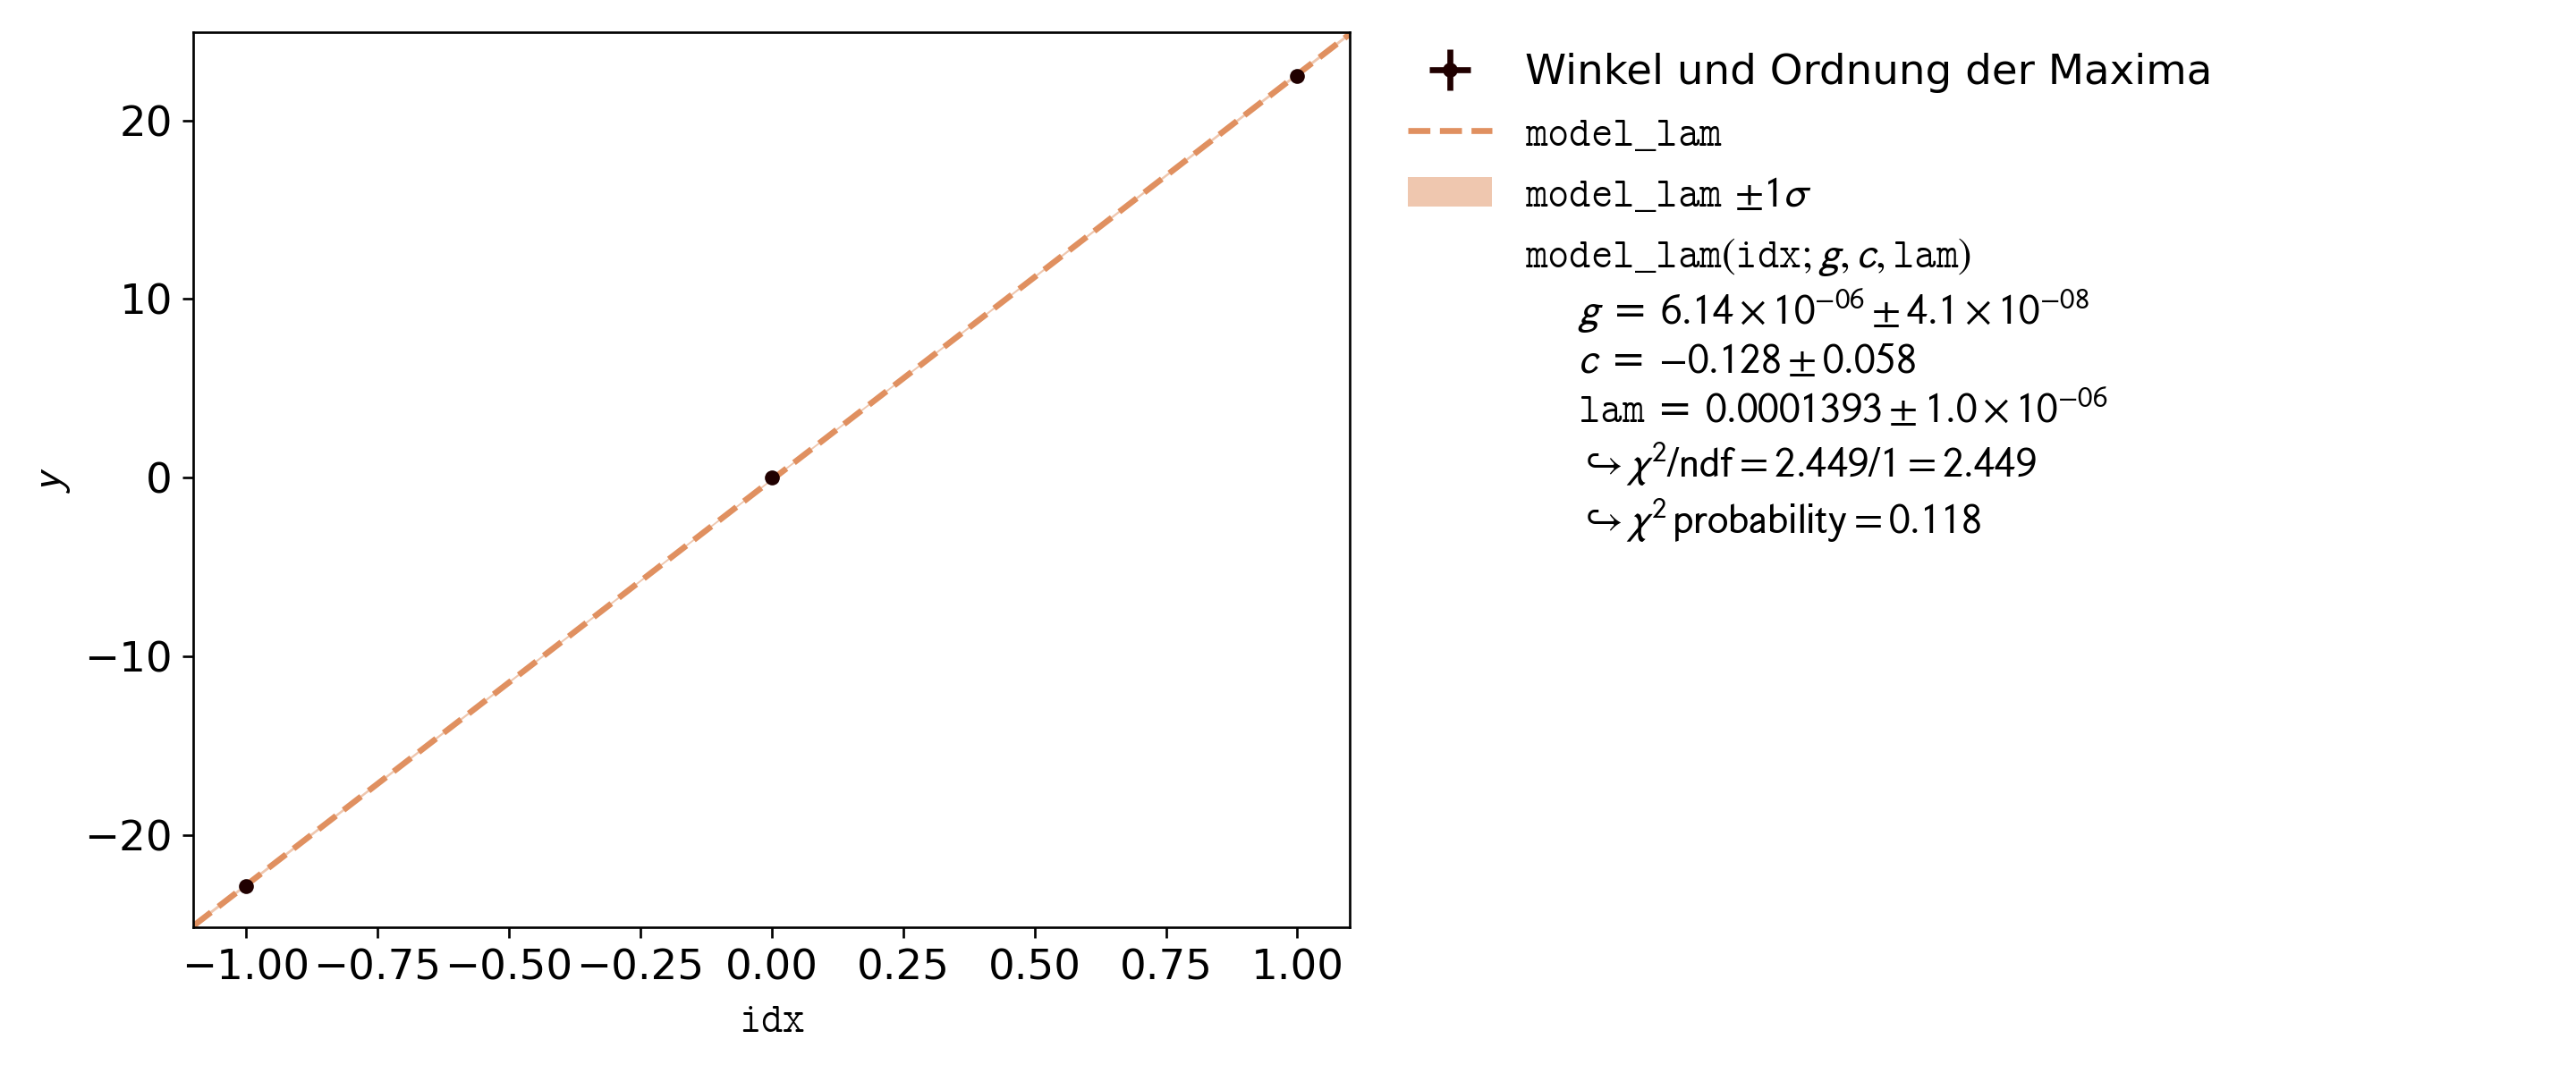 20
10
0
−10
−20
y
−1.00 −0.75 −0.50 −0.25 0.00 0.25 0.50 0.75 1.00
idx
Winkel und Ordnung der Maxima
model_lam
model_lam ±1σ
model_lam(idx; g, c, lam)
g = 6.14 × 10⁻⁰⁶ ± 4.1 × 10⁻⁰⁸
c = −0.128 ± 0.058
lam = 0.0001393 ± 1.0 × 10⁻⁰⁶
↪ χ²/ndf = 2.449/1 = 2.449
↪ χ² probability = 0.118